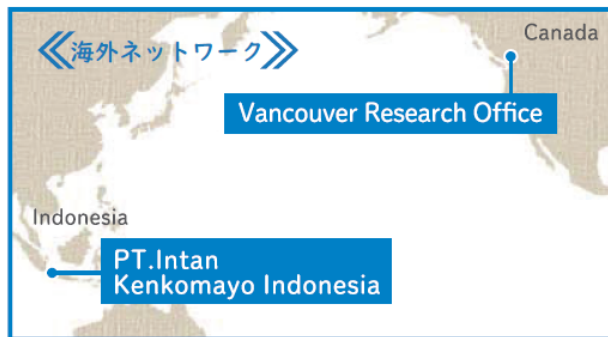 Canada
≪海外ネットワーク≫
Vancouver Research Office
Indonesia
PT.Intan
Kenkomayo Indonesia